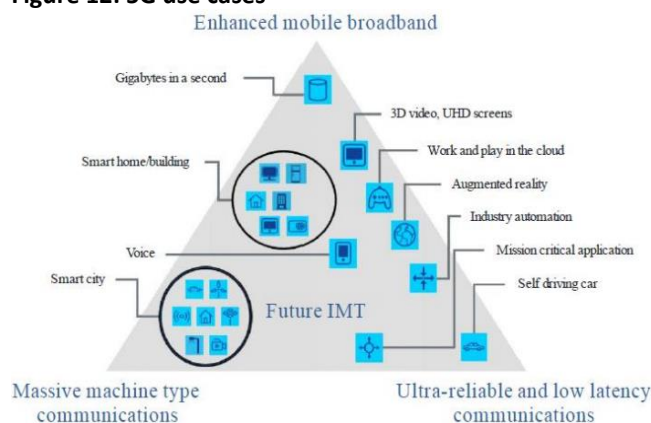 Figure 12: 5G use cases
Enhanced mobile broadband
Gigabytes in a second
3D video, UHD screens
Smart home/building
Work and play in the cloud
Augmented reality
Industry automation
Voice
Mission critical application
Smart city
Self driving car
Future IMT
Massive machine type
communications
Ultra-reliable and low latency
communications